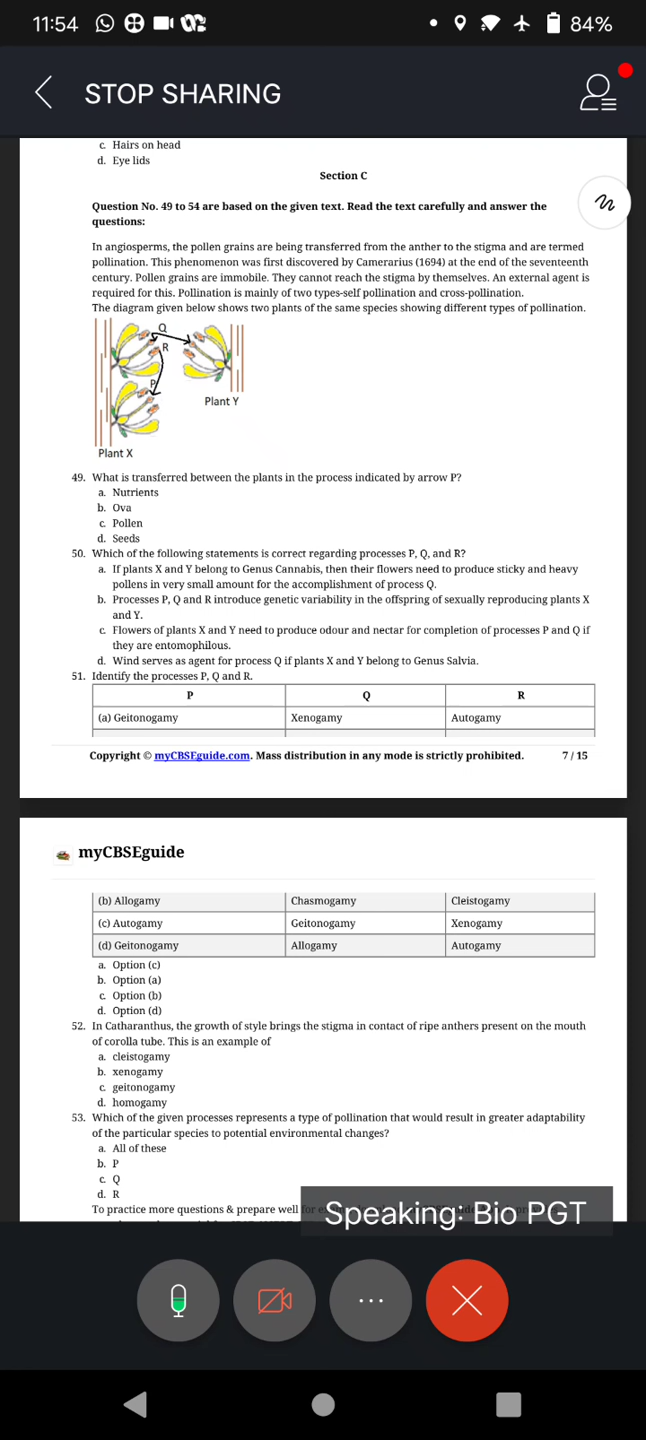 11:54
84%
STOP SHARING
c. Hairs on head
d. Eye lids
Section C
Question No. 49 to 54 are based on the given text. Read the text carefully and answer the
questions:
In angiosperms, the pollen grains are being transferred from the anther to the stigma and are termed
pollination. This phenomenon was first discovered by Camerarius (1694) at the end of the seventeenth
century. Pollen grains are immobile. They cannot reach the stigma by themselves. An external agent is
required for this. Pollination is mainly of two types-self pollination and cross-pollination.
The diagram given below shows two plants of the same species showing different types of pollination.
Q
R
P
Plant Y
Plant X
49. What is transferred between the plants in the process indicated by arrow P?
a. Nutrients
b. Ova
c. Pollen
d. Seeds
50. Which of the following statements is correct regarding processes P, Q, and R?
a. If plants X and Y belong to Genus Cannabis, then their flowers need to produce sticky and heavy
pollens in very small amount for the accomplishment of process Q.
b. Processes P, Q and R introduce genetic variability in the offspring of sexually reproducing plants X
and Y.
c. Flowers of plants X and Y need to produce odour and nectar for completion of processes P and Q if
they are entomophilous.
d. Wind serves as agent for process Q if plants X and Y belong to Genus Salvia.
51. Identify the processes P, Q and R.
P Q R
(a) Geitonogamy Xenogamy Autogamy
Copyright © myCBSEguide.com. Mass distribution in any mode is strictly prohibited. 7 / 15
myCBSEguide
(b) Allogamy Chasmogamy Cleistogamy
(c) Autogamy Geitonogamy Xenogamy
(d) Geitonogamy Allogamy Autogamy
a. Option (c)
b. Option (a)
c. Option (b)
d. Option (d)
52. In Catharanthus, the growth of style brings the stigma in contact of ripe anthers present on the mouth
of corolla tube. This is an example of
a. cleistogamy
b. xenogamy
c. geitonogamy
d. homogamy
53. Which of the given processes represents a type of pollination that would result in greater adaptability
of the particular species to potential environmental changes?
a. All of these
b. P
c. Q
d. R
To practice more questions & prepare well for
Speaking: Bio PGT